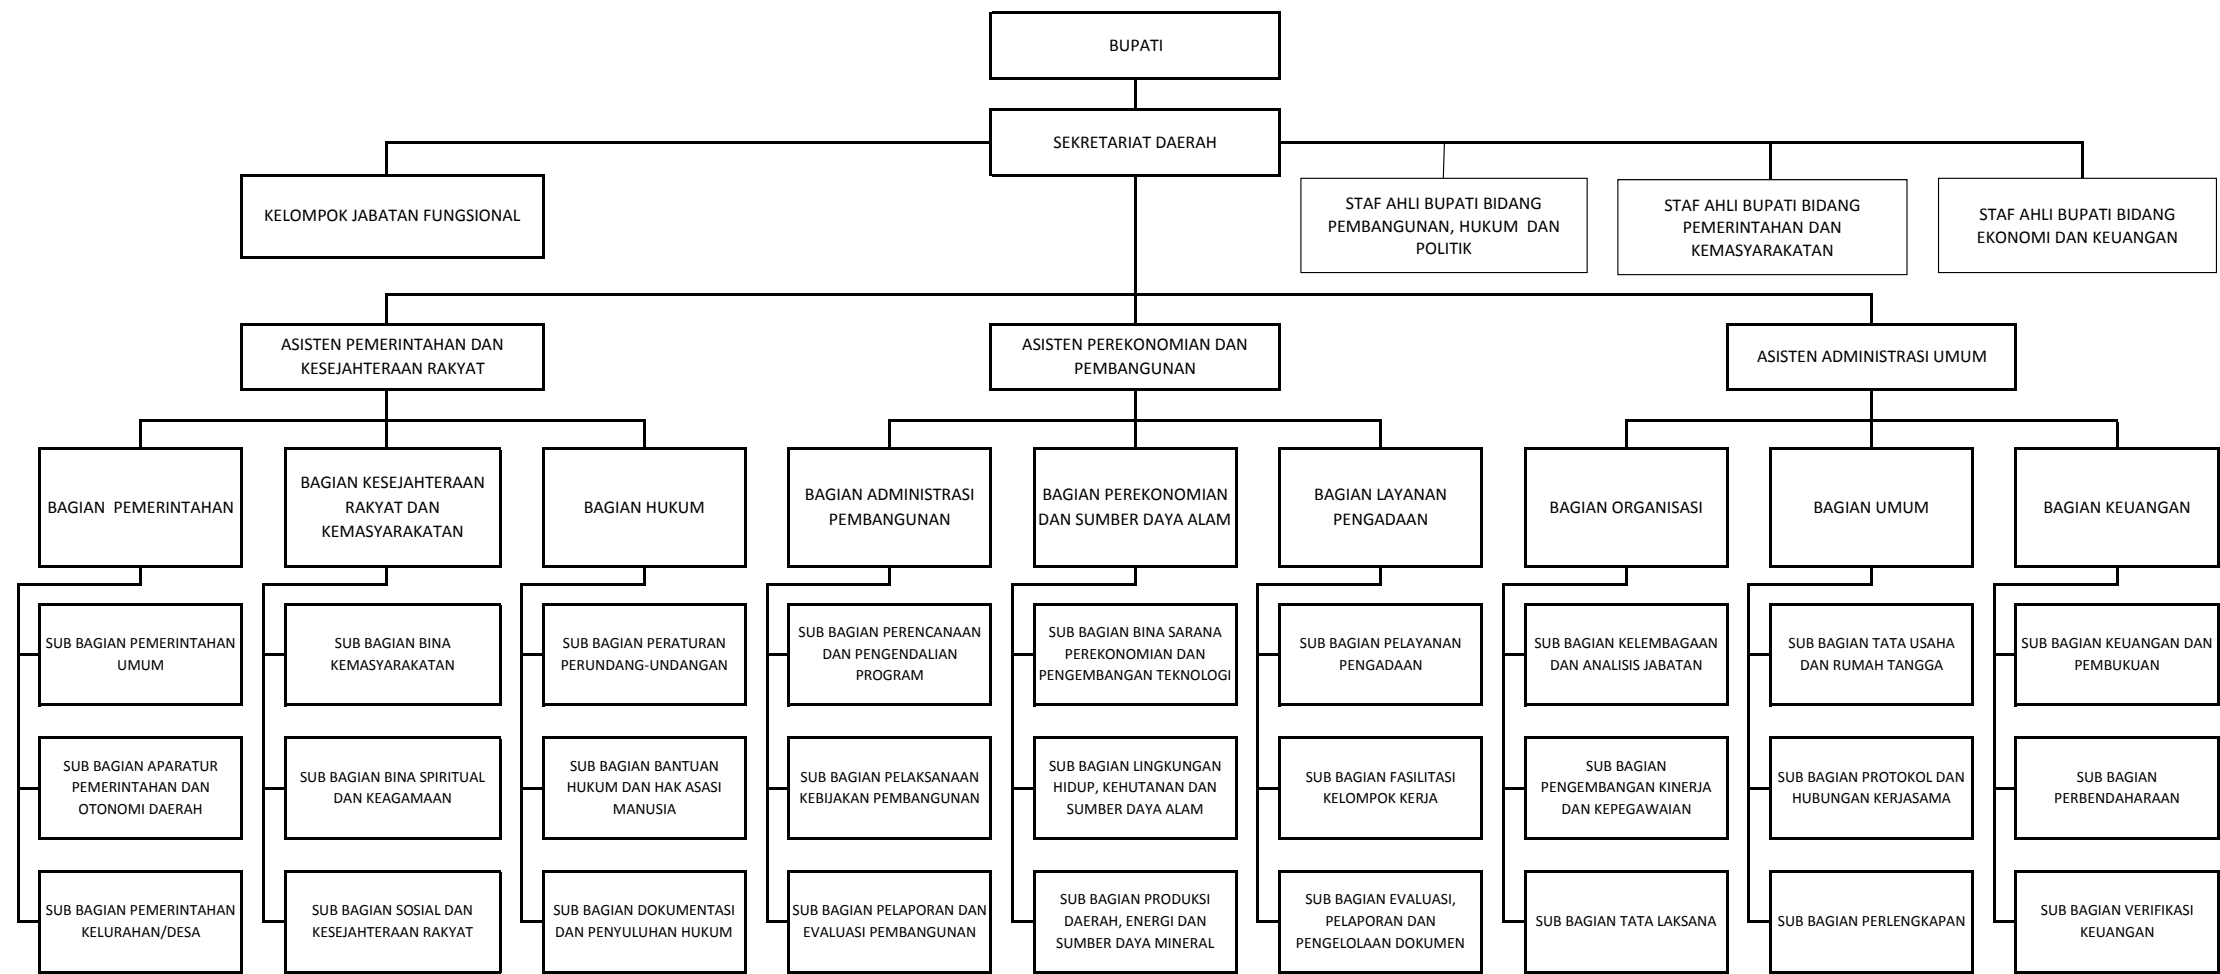 BUPATI
SEKRETARIAT DAERAH
KELOMPOK JABATAN FUNGSIONAL
STAF AHLI BUPATI BIDANG
PEMBANGUNAN, HUKUM DAN
POLITIK
STAF AHLI BUPATI BIDANG
PEMERINTAHAN DAN
KEMASYARAKATAN
STAF AHLI BUPATI BIDANG
EKONOMI DAN KEUANGAN
ASISTEN PEMERINTAHAN DAN
KESEJAHTERAAN RAKYAT
ASISTEN PEREKONOMIAN DAN
PEMBANGUNAN
ASISTEN ADMINISTRASI UMUM
BAGIAN PEMERINTAHAN
BAGIAN KESEJAHTERAAN
RAKYAT DAN
KEMASYARAKATAN
BAGIAN HUKUM
BAGIAN ADMINISTRASI
PEMBANGUNAN
BAGIAN PEREKONOMIAN
DAN SUMBER DAYA ALAM
BAGIAN LAYANAN
PENGADAAN
BAGIAN ORGANISASI
BAGIAN UMUM
BAGIAN KEUANGAN
SUB BAGIAN PEMERINTAHAN
UMUM
SUB BAGIAN BINA
KEMASYARAKATAN
SUB BAGIAN PERATURAN
PERUNDANG-UNDANGAN
SUB BAGIAN PERENCANAAN
DAN PENGENDALIAN
PROGRAM
SUB BAGIAN BINA SARANA
PEREKONOMIAN DAN
PENGEMBANGAN TEKNOLOGI
SUB BAGIAN PELAYANAN
PENGADAAN
SUB BAGIAN KELEMBAGAAN
DAN ANALISIS JABATAN
SUB BAGIAN TATA USAHA
DAN RUMAH TANGGA
SUB BAGIAN KEUANGAN DAN
PEMBUKUAN
SUB BAGIAN APARATUR
PEMERINTAHAN DAN
OTONOMI DAERAH
SUB BAGIAN BINA SPIRITUAL
DAN KEAGAMAAN
SUB BAGIAN BANTUAN
HUKUM DAN HAK ASASI
MANUSIA
SUB BAGIAN PELAKSANAAN
KEBIJAKAN PEMBANGUNAN
SUB BAGIAN LINGKUNGAN
HIDUP, KEHUTANAN DAN
SUMBER DAYA ALAM
SUB BAGIAN FASILITASI
KELOMPOK KERJA
SUB BAGIAN
PENGEMBANGAN KINERJA
DAN KEPEGAWAIAN
SUB BAGIAN PROTOKOL DAN
HUBUNGAN KERJASAMA
SUB BAGIAN
PERBENDAHARAAN
SUB BAGIAN PEMERINTAHAN
KELURAHAN/DESA
SUB BAGIAN SOSIAL DAN
KESEJAHTERAAN RAKYAT
SUB BAGIAN DOKUMENTASI
DAN PENYULUHAN HUKUM
SUB BAGIAN PELAPORAN DAN
EVALUASI PEMBANGUNAN
SUB BAGIAN PRODUKSI
DAERAH, ENERGI DAN
SUMBER DAYA MINERAL
SUB BAGIAN EVALUASI,
PELAPORAN DAN
PENGELOLAAN DOKUMEN
SUB BAGIAN TATA LAKSANA
SUB BAGIAN PERLENGKAPAN
SUB BAGIAN VERIFIKASI
KEUANGAN